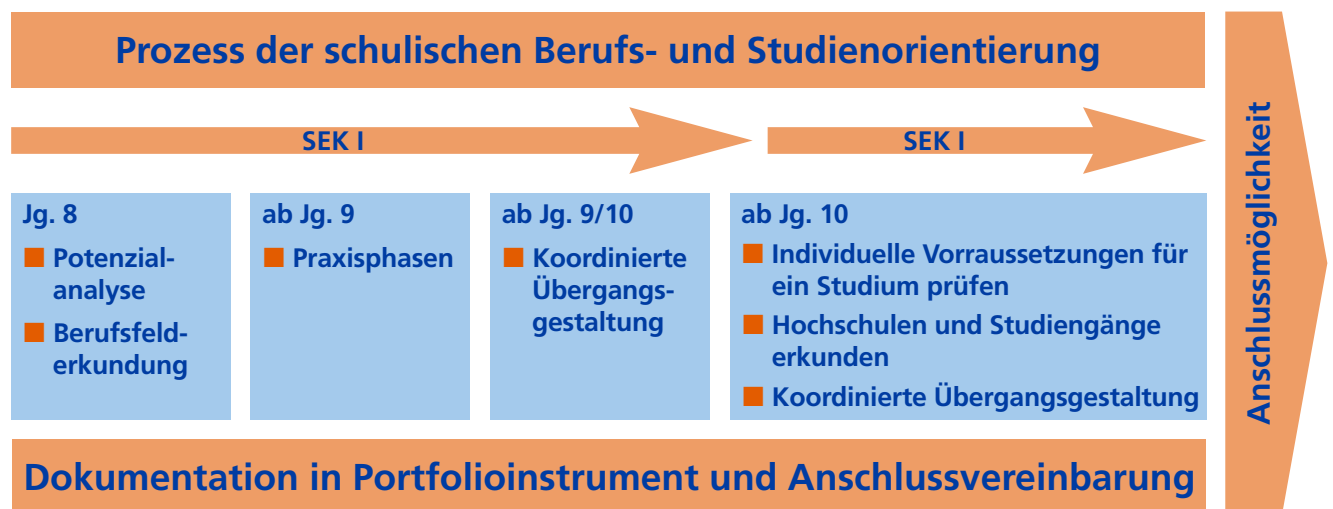 Prozess der schulischen Berufs- und Studienorientierung
SEK I
SEK I
Jg. 8
Potenzial-
analyse
Berufsfeld-
erkundung
ab Jg. 9
Praxisphasen
ab Jg. 9/10
Koordinierte
Übergangs-
gestaltung
ab Jg. 10
Individuelle Vorraussetzungen für
ein Studium prüfen
Hochschulen und Studiengänge
erkunden
Koordinierte Übergangsgestaltung
Dokumentation in Portfolioinstrument und Anschlussvereinbarung
Anschlussmöglichkeit